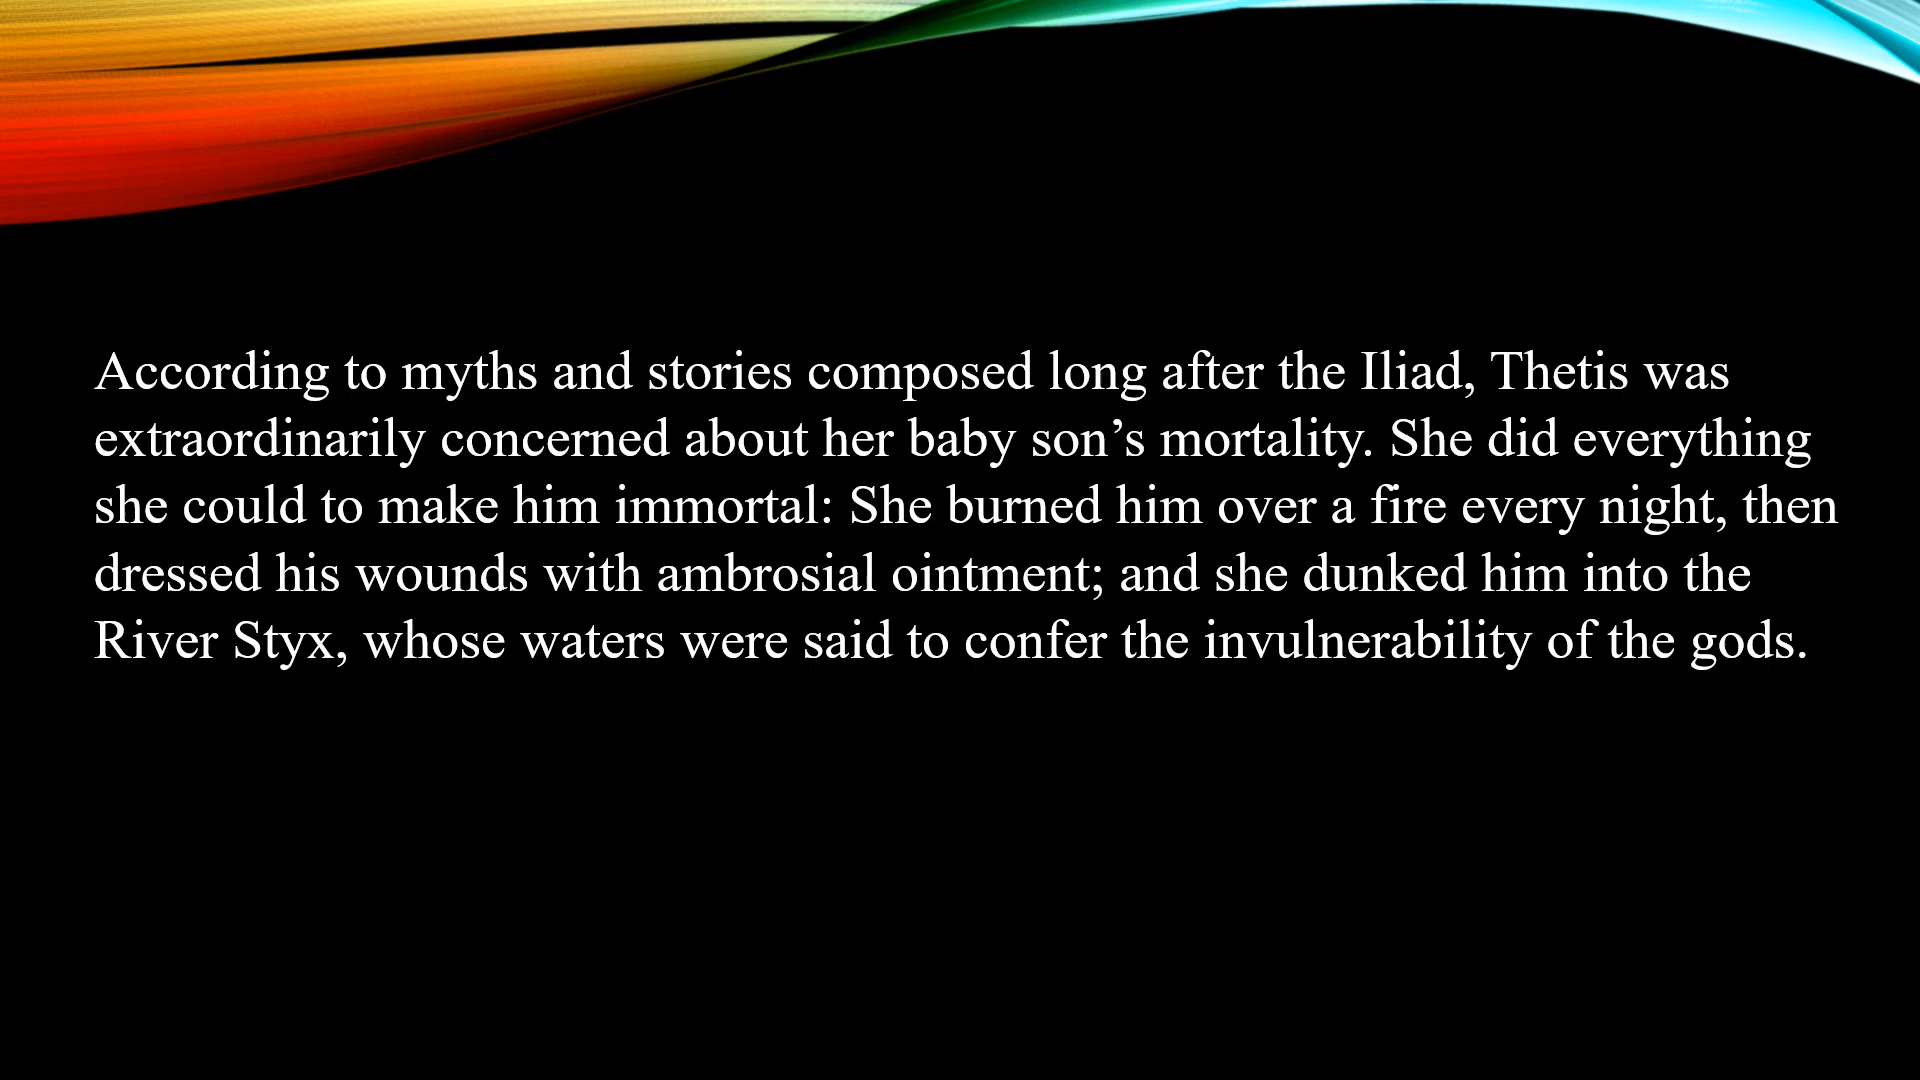 According to myths and stories composed long after the Iliad, Thetis was
extraordinarily concerned about her baby son’s mortality. She did everything
she could to make him immortal: She burned him over a fire every night, then
dressed his wounds with ambrosial ointment; and she dunked him into the
River Styx, whose waters were said to confer the invulnerability of the gods.